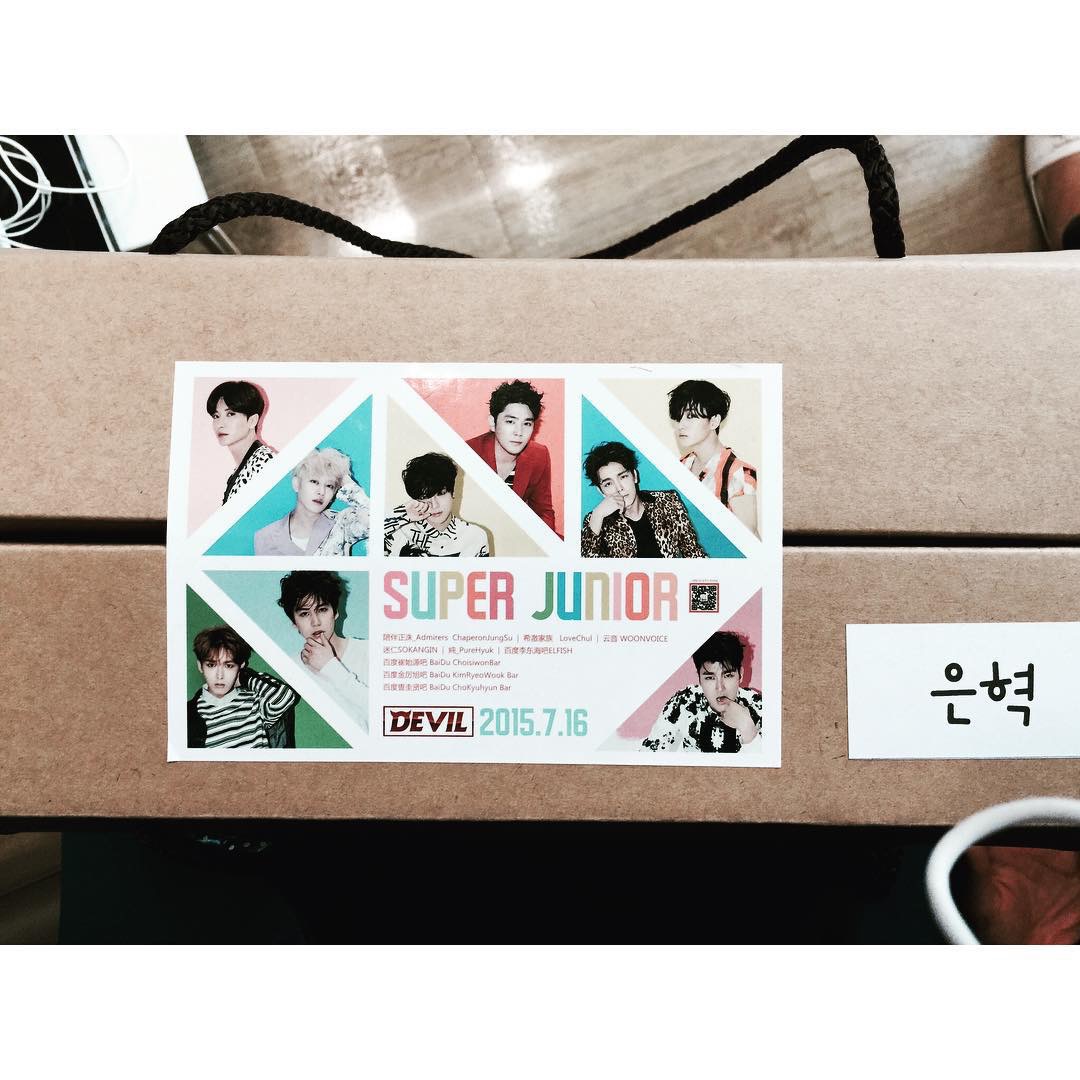 SUPER JUNIOR
陪伴正洙_Admirers ChaperonJungSu | 希澈家族 LoveChul | 云音 WOONVOICE
迷仁SOKANGIN | 純_PureHyuk | 百度李东海吧ELFISH
百度崔始源吧 BaiDu ChoisiwonBar
百度金厉旭吧 BaiDu KimRyeoWook Bar
百度曺圭贤吧 BaiDu ChoKyuhyun Bar
DEVIL 2015.7.16
은혁